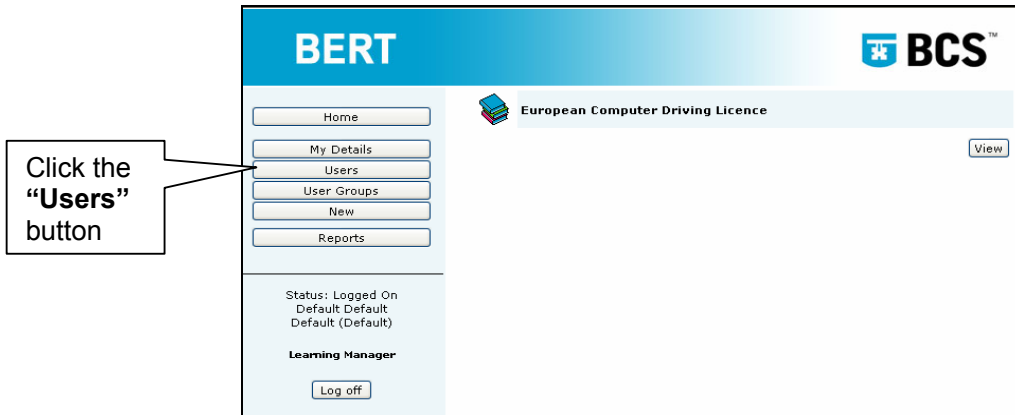 BERT
BCS™
European Computer Driving Licence
View
Home
My Details
Users
User Groups
New
Reports
Click the
“Users”
button
Status: Logged On
Default Default
Default (Default)
Learning Manager
Log off